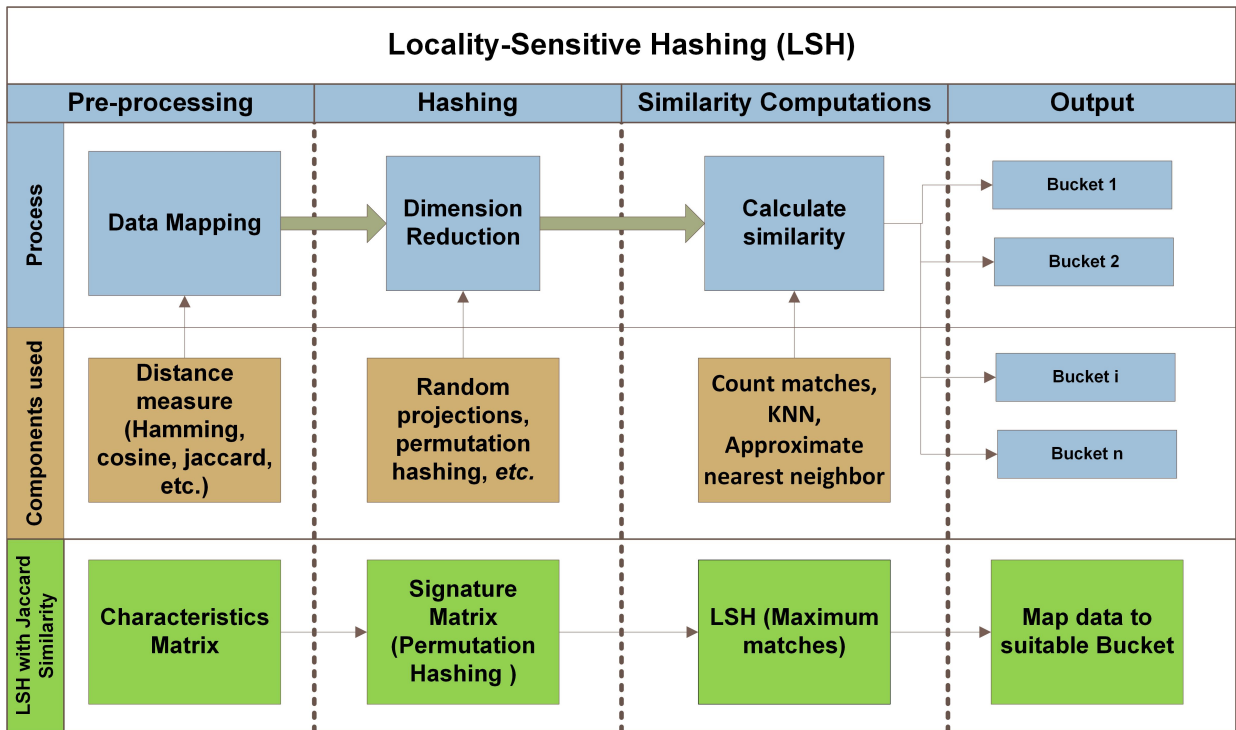 Locality-Sensitive Hashing (LSH)
Pre-processing
Hashing
Similarity Computations
Output
Process
Data Mapping
Dimension
Reduction
Calculate
similarity
Bucket 1
Bucket 2
Bucket i
Bucket n
Components used
Distance
measure
(Hamming,
cosine, jaccard,
etc.)
Random
projections,
permutation
hashing, etc.
Count matches,
KNN,
Approximate
nearest neighbor
LSH with Jaccard
Similarity
Characteristics
Matrix
Signature
Matrix
(Permutation
Hashing )
LSH (Maximum
matches)
Map data to
suitable Bucket